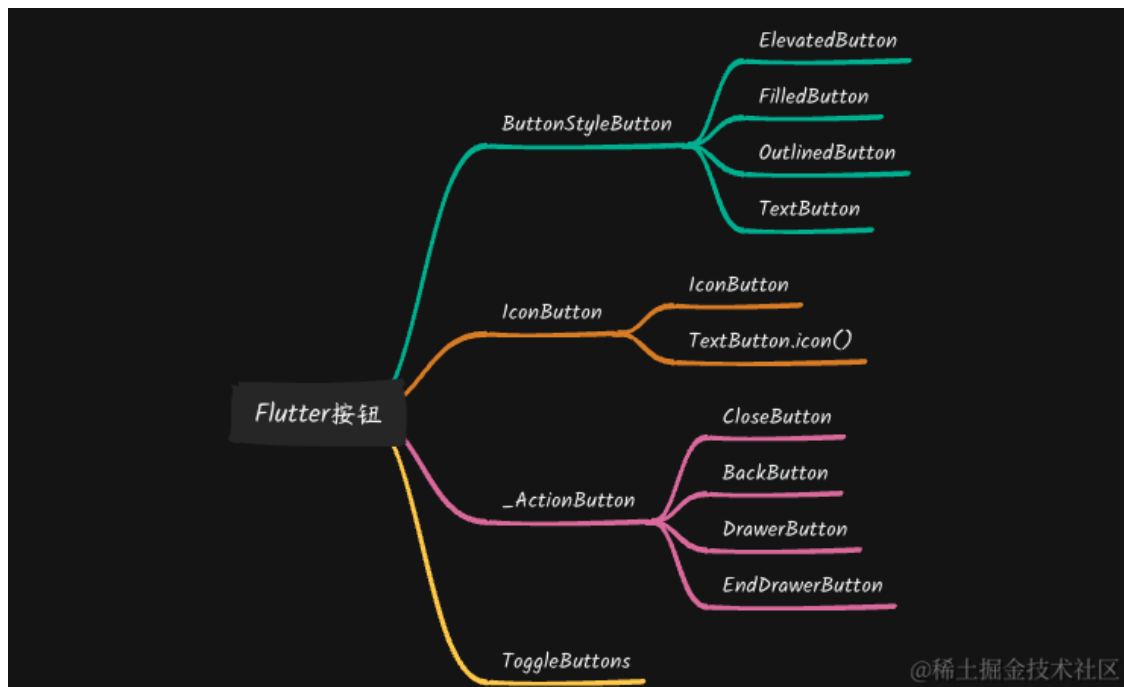 Flutter按钮
ButtonStyleButton
ElevatedButton
FilledButton
OutlinedButton
TextButton
IconButton
IconButton
TextButton.icon()
_ActionButton
CloseButton
BackButton
DrawerButton
EndDrawerButton
ToggleButtons
@稀土掘金技术社区